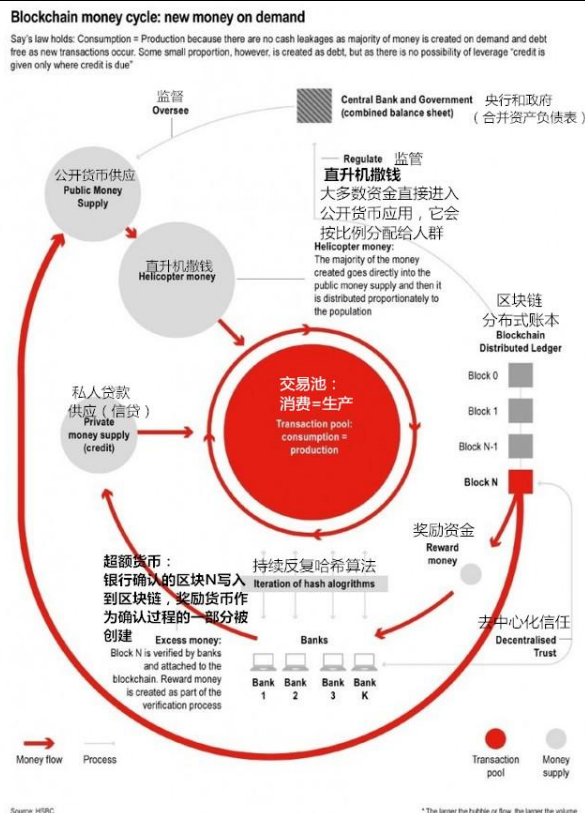 Blockchain money cycle: new money on demand
Say's law holds: Consumption = Production because there are no cash leakages as majority of money is created on demand and debt
free as new transactions occur. Some small proportion, however, is created as debt, but as there is no possibility of leverage "credit is
given only where credit is due"
监督
Oversee
Central Bank and Government
(combined balance sheet)
央行和政府
(合并资产负债表)
公开货币供应
Public Money
Supply
Regulate 监管
直升机撒钱
大多数资金直接进入
公开货币应用，它会
按比例分配给人群
Helicopter money:
The majority of the money
created goes directly into the
public money supply and then it
is distributed proportionately to
the population
直升机撒钱
Helicopter money
区块链
分布式账本
Blockchain
Distributed Ledger
Block 0
Block 1
Block N-1
Block N
交易池：
消费=生产
Transaction pool:
consumption =
production
私人贷款
供应（信贷）
Private
money supply
(credit)
奖励资金
Reward
money
超额货币：
银行确认的区块N写入
到区块链，奖励货币作
为确认过程的一部分被
创建
Excess money:
Block N is verified by banks
and attached to the
blockchain. Reward money
is created as part of the
verification process
持续反复哈希算法
Iteration of hash alogrithms
Banks
Bank
1
Bank
2
Bank
3
Bank
K
去中心化信任
Decentralised
Trust
Money flow
Process
Transaction
pool
Money
supply
Source: HSBC
* The larger the bubble or flow, the larger the volume